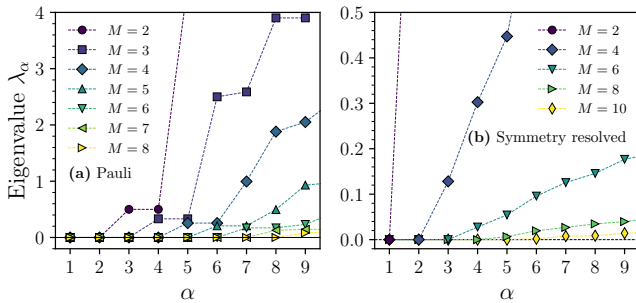 Eigenvalue λ_α
4
3
2
1
0
M = 2
M = 3
M = 4
M = 5
M = 6
M = 7
M = 8
(a) Pauli
1 2 3 4 5 6 7 8 9
α
0.5
0.4
0.3
0.2
0.1
0.0
M = 2
M = 4
M = 6
M = 8
M = 10
(b) Symmetry resolved
1 2 3 4 5 6 7 8 9
α